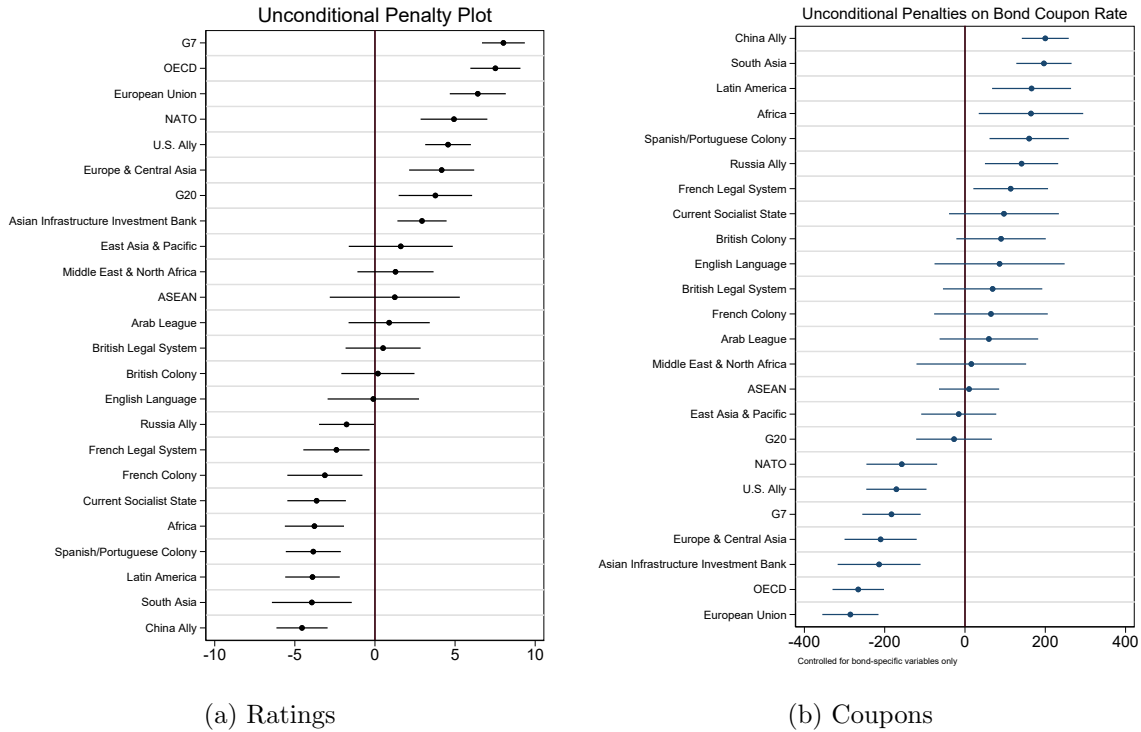 Unconditional Penalty Plot
G7
OECD
European Union
NATO
U.S. Ally
Europe & Central Asia
G20
Asian Infrastructure Investment Bank
East Asia & Pacific
Middle East & North Africa
ASEAN
Arab League
British Legal System
British Colony
English Language
Russia Ally
French Legal System
French Colony
Current Socialist State
Africa
Spanish/Portuguese Colony
Latin America
South Asia
China Ally
-10 -5 0 5 10
(a) Ratings
Unconditional Penalties on Bond Coupon Rate
China Ally
South Asia
Latin America
Africa
Spanish/Portuguese Colony
Russia Ally
French Legal System
Current Socialist State
British Colony
English Language
British Legal System
French Colony
Arab League
Middle East & North Africa
ASEAN
East Asia & Pacific
G20
NATO
U.S. Ally
G7
Europe & Central Asia
Asian Infrastructure Investment Bank
OECD
European Union
-400 -200 0 200 400
Controlled for bond-specific variables only
(b) Coupons